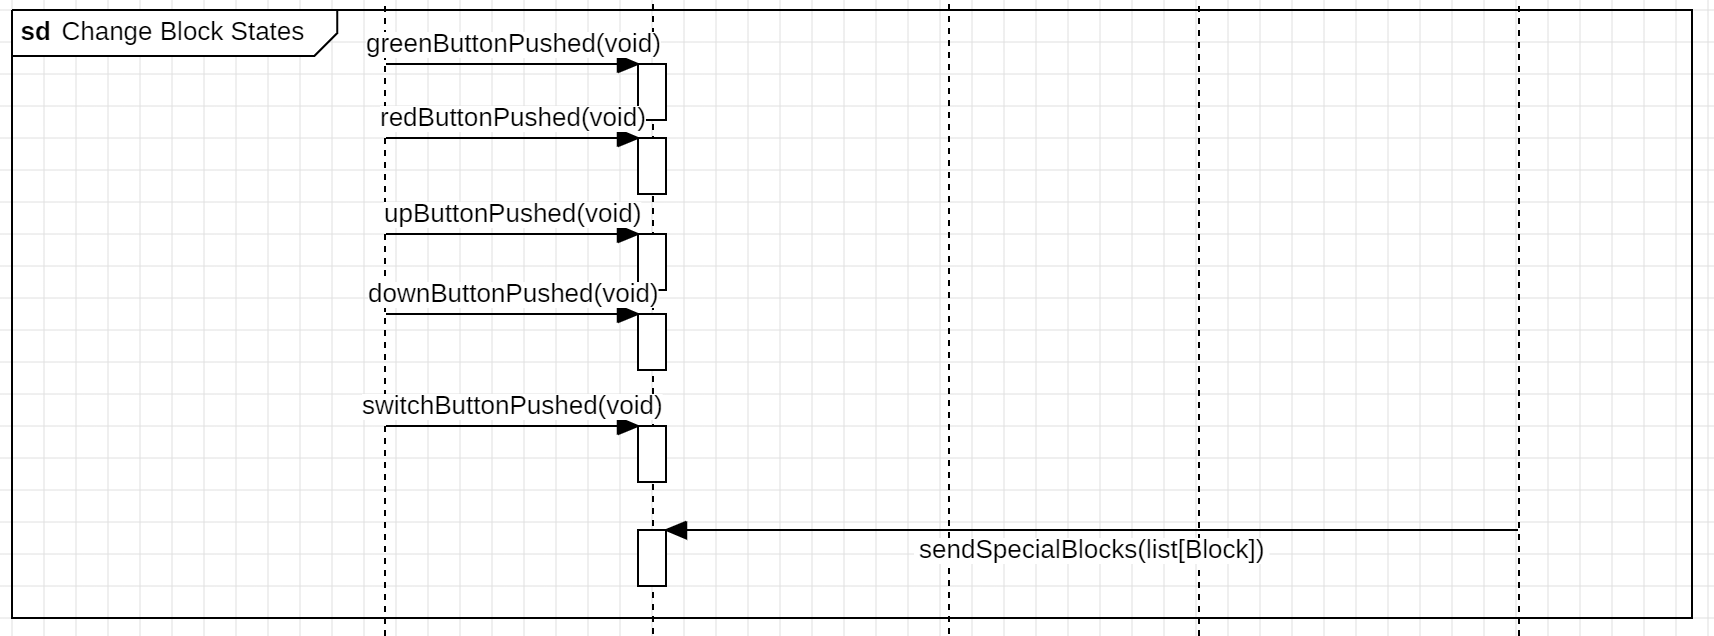 sd Change Block States
greenButtonPushed(void)
redButtonPushed(void)
upButtonPushed(void)
downButtonPushed(void)
switchButtonPushed(void)
sendSpecialBlocks(list[Block])